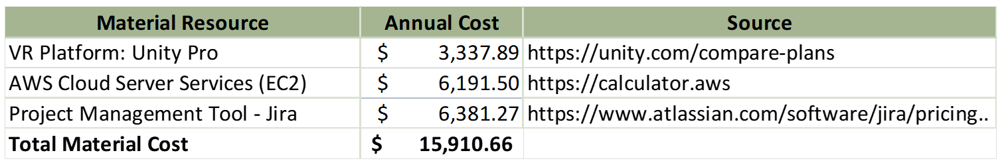 Material Resource Annual Cost Source
VR Platform: Unity Pro $ 3,337.89 https://unity.com/compare-plans
AWS Cloud Server Services (EC2) $ 6,191.50 https://calculator.aws
Project Management Tool - Jira $ 6,381.27 https://www.atlassian.com/software/jira/pricing..
Total Material Cost $ 15,910.66